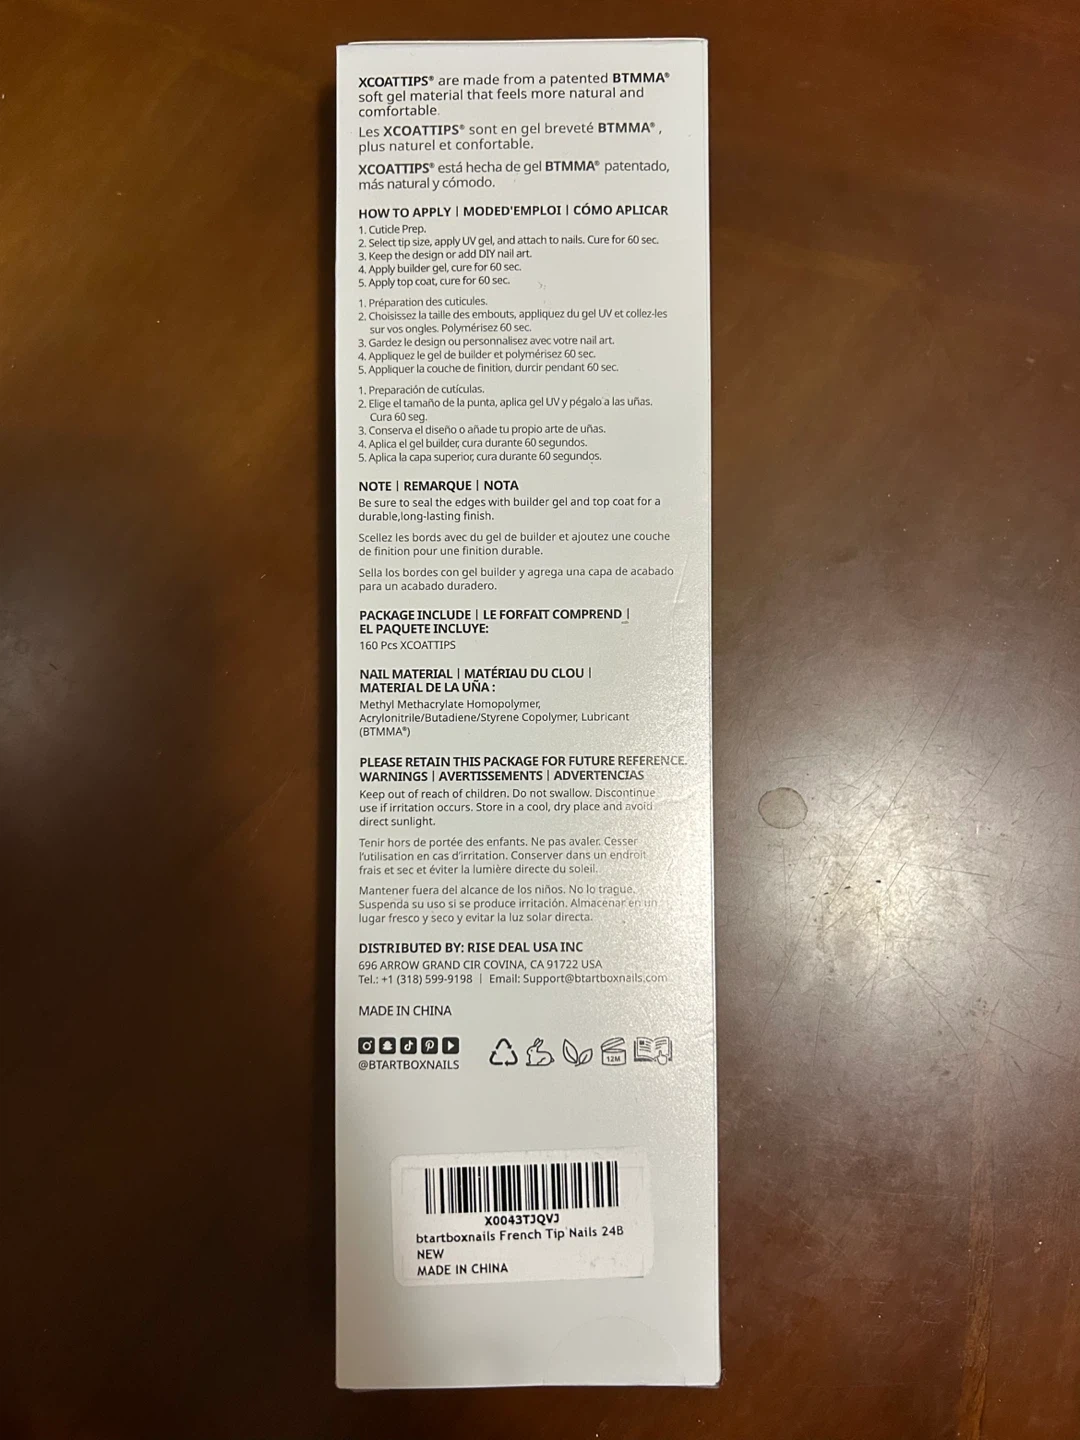 XCOATTIPS® are made from a patented BTMMA®
soft gel material that feels more natural and
comfortable.
Les XCOATTIPS® sont en gel breveté BTMMA® ,
plus naturel et confortable.
XCOATTIPS® está hecha de gel BTMMA® patentado,
más natural y cómodo.
HOW TO APPLY | MODED'EMPLOI | CÓMO APLICAR
1. Cuticle Prep.
2. Select tip size, apply UV gel, and attach to nails. Cure for 60 sec.
3. Keep the design or add DIY nail art.
4. Apply builder gel, cure for 60 sec.
5. Apply top coat, cure for 60 sec.
1. Préparation des cuticules.
2. Choisissez la taille des embouts, appliquez du gel UV et collez-les
sur vos ongles. Polymérisez 60 sec.
3. Gardez le design ou personnalisez avec votre nail art.
4. Appliquez le gel de builder et polymérisez 60 sec.
5. Appliquer la couche de finition, durcir pendant 60 sec.
1. Preparación de cutículas.
2. Elige el tamaño de la punta, aplica gel UV y pégalo a las uñas.
Cura 60 seg.
3. Conserva el diseño o añade tu propio arte de uñas.
4. Aplica el gel builder, cura durante 60 segundos.
5. Aplica la capa superior, cura durante 60 segundos.
NOTE | REMARQUE | NOTA
Be sure to seal the edges with builder gel and top coat for a
durable,long-lasting finish.
Scellez les bords avec du gel de builder et ajoutez une couche
de finition pour une finition durable.
Sella los bordes con gel builder y agrega una capa de acabado
para un acabado duradero.
PACKAGE INCLUDE | LE FORFAIT COMPREND |
EL PAQUETE INCLUYE:
160 Pcs XCOATTIPS
NAIL MATERIAL | MATÉRIAU DU CLOU |
MATERIAL DE LA UÑA :
Methyl Methacrylate Homopolymer,
Acrylonitrile/Butadiene/Styrene Copolymer, Lubricant
(BTMMA®)
PLEASE RETAIN THIS PACKAGE FOR FUTURE REFERENCE.
WARNINGS | AVERTISSEMENTS | ADVERTENCIAS
Keep out of reach of children. Do not swallow. Discontinue
use if irritation occurs. Store in a cool, dry place and avoid
direct sunlight.
Tenir hors de portée des enfants. Ne pas avaler. Cesser
l'utilisation en cas d'irritation. Conserver dans un endroit
frais et sec et éviter la lumière directe du soleil.
Mantener fuera del alcance de los niños. No lo trague.
Suspenda su uso si se produce irritación. Almacenar en un
lugar fresco y seco y evitar la luz solar directa.
DISTRIBUTED BY: RISE DEAL USA INC
696 ARROW GRAND CIR COVINA, CA 91722 USA
Tel.: +1 (318) 599-9198 | Email: Support@btartboxnails.com
MADE IN CHINA
@BTARTBOXNAILS
12M
X0043TJQVJ
btartboxnails French Tip Nails 24B
NEW
MADE IN CHINA